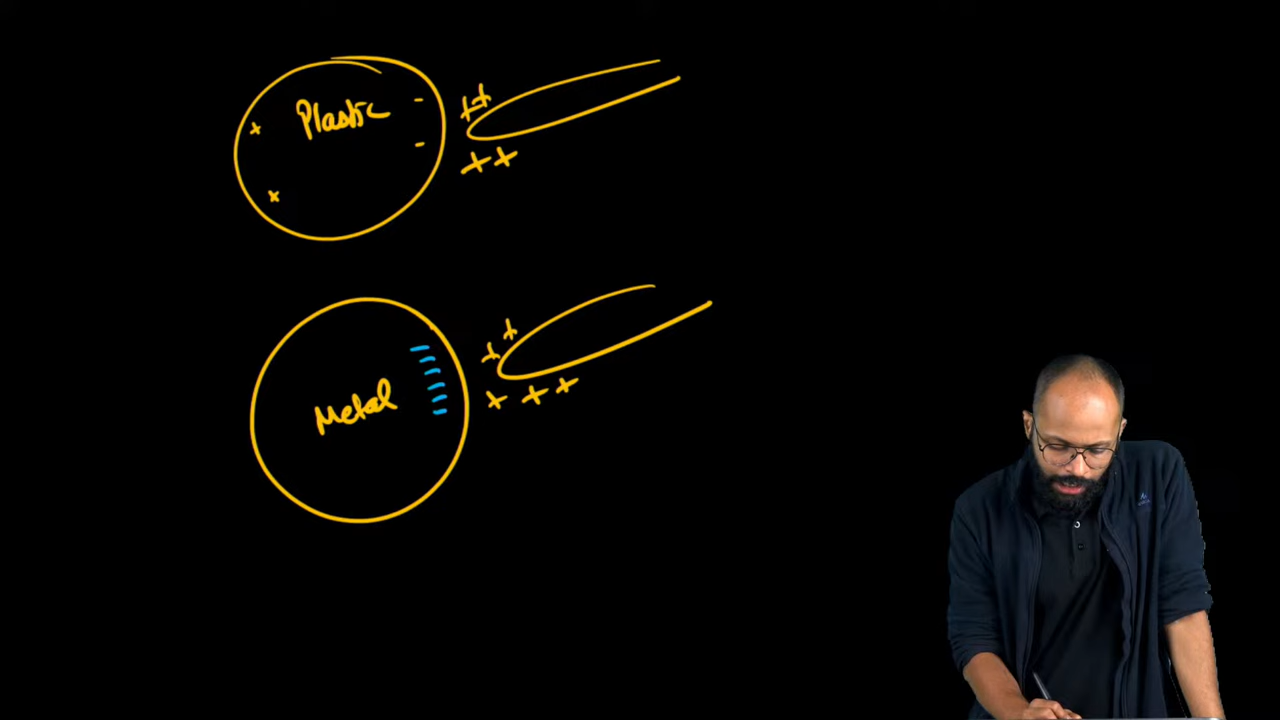 Plastic
- -
+ +
++
++
Metal
- - - - - -
+ +
+ + +